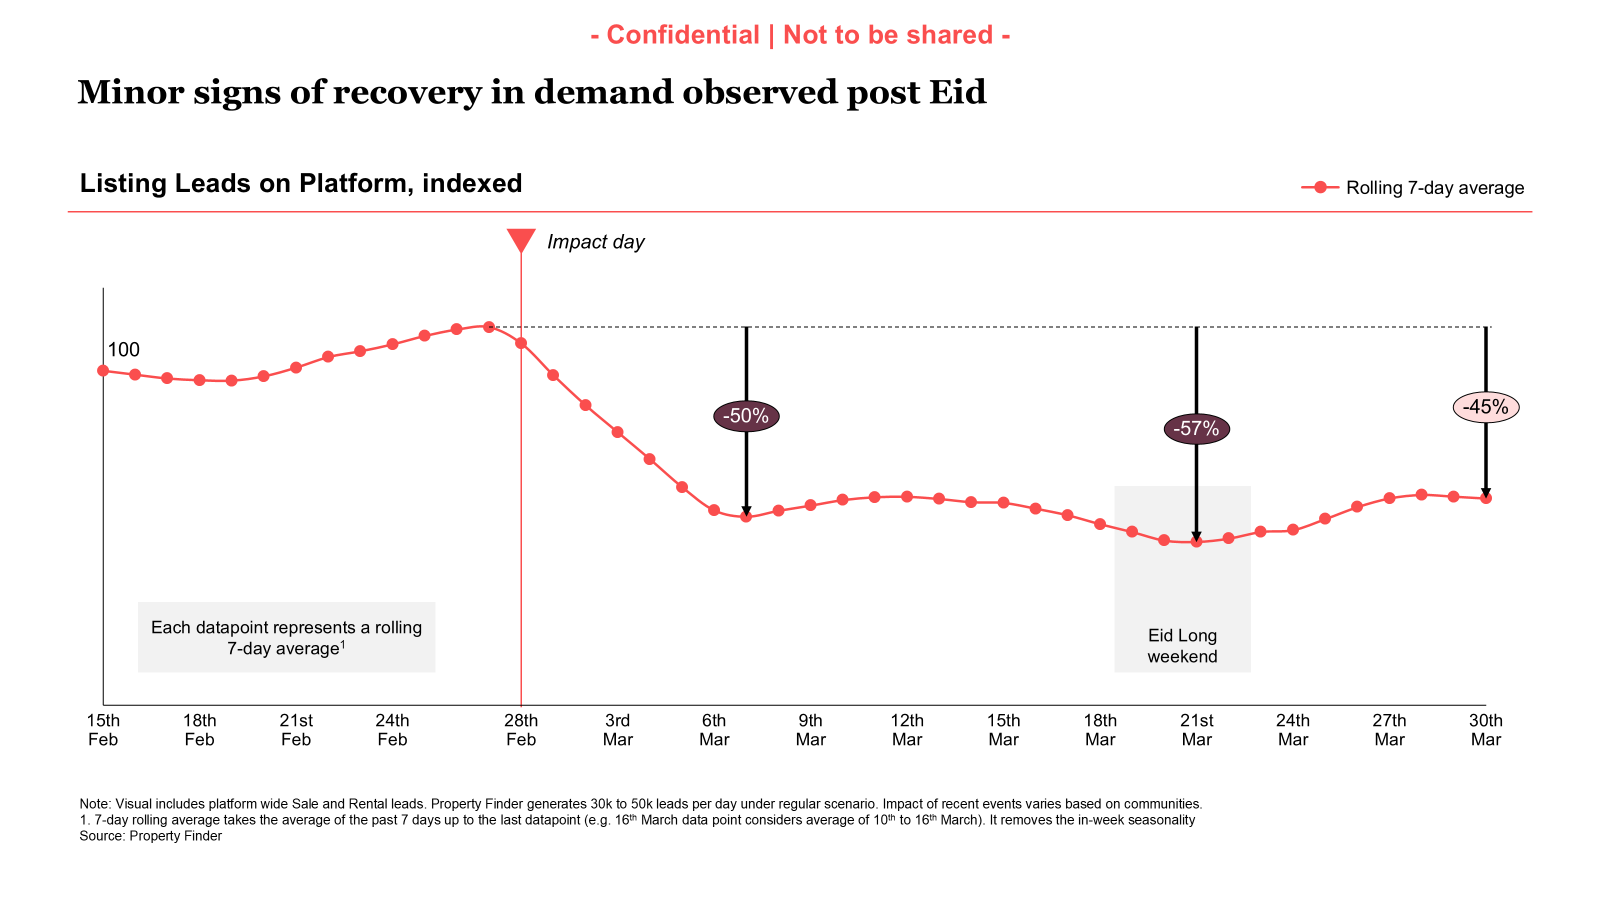 - Confidential | Not to be shared -
Minor signs of recovery in demand observed post Eid
Listing Leads on Platform, indexed
Rolling 7-day average
Impact day
100
-50%
-57%
-45%
Each datapoint represents a rolling
7-day average¹
Eid Long
weekend
15th Feb
18th Feb
21st Feb
24th Feb
28th Feb
3rd Mar
6th Mar
9th Mar
12th Mar
15th Mar
18th Mar
21st Mar
24th Mar
27th Mar
30th Mar
Note: Visual includes platform wide Sale and Rental leads. Property Finder generates 30k to 50k leads per day under regular scenario. Impact of recent events varies based on communities.
1. 7-day rolling average takes the average of the past 7 days up to the last datapoint (e.g. 16th March data point considers average of 10th to 16th March). It removes the in-week seasonality
Source: Property Finder